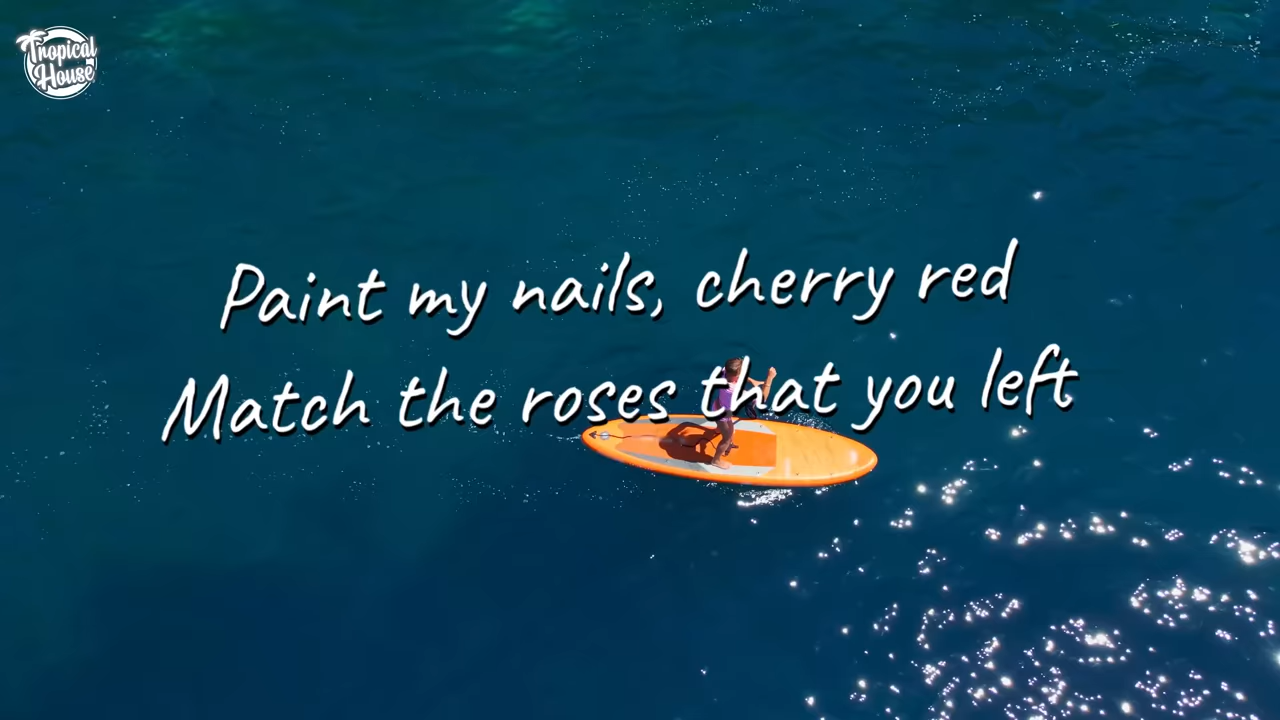 Tropical
House
Paint my nails, cherry red
Match the roses that you left